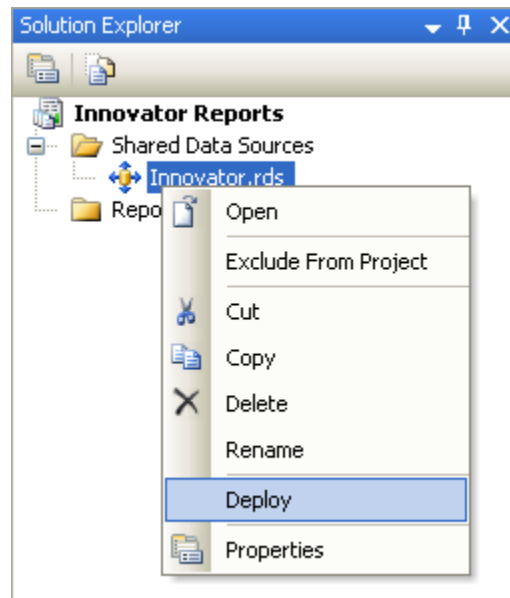 Solution Explorer
Innovator Reports
Shared Data Sources
Innovator.rds
Repo
Open
Exclude From Project
Cut
Copy
Delete
Rename
Deploy
Properties